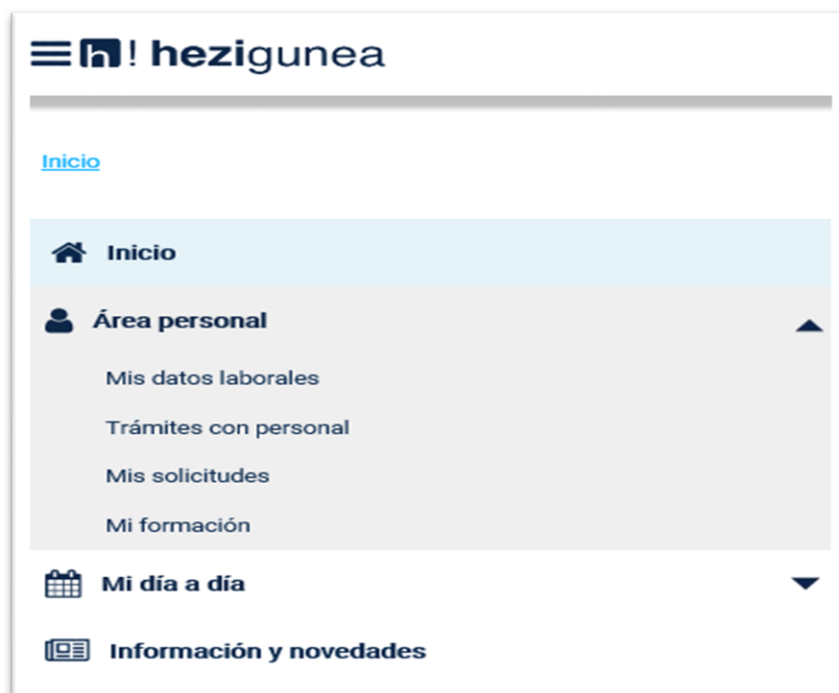 h! hezigunea
Inicio
Inicio
Área personal
Mis datos laborales
Trámites con personal
Mis solicitudes
Mi formación
Mi día a día
Información y novedades